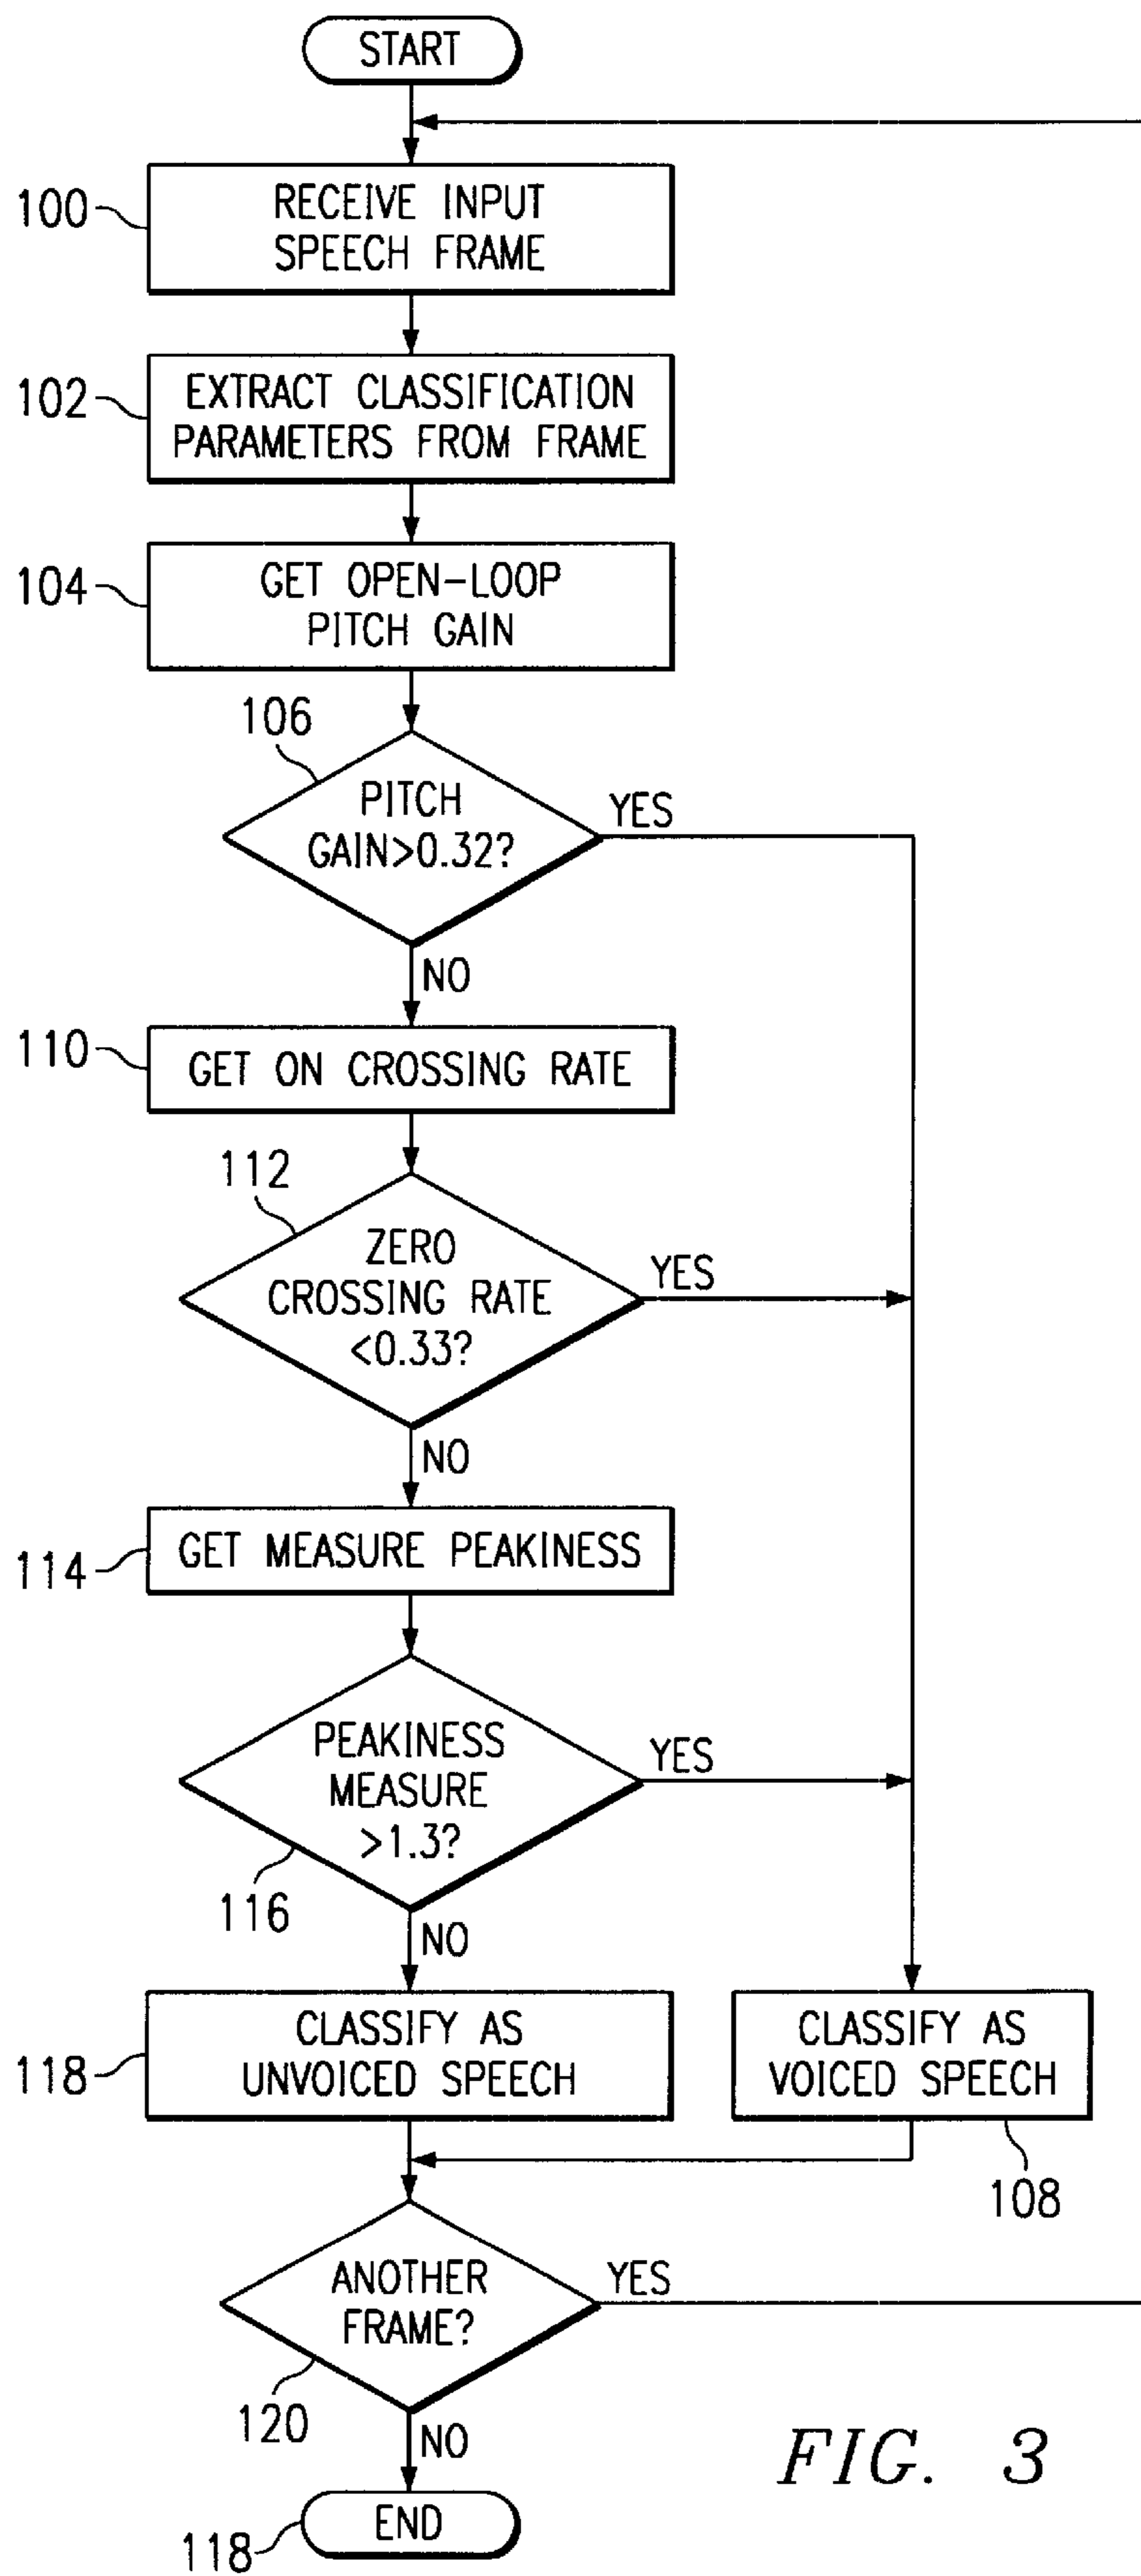 START
100
RECEIVE INPUT
SPEECH FRAME
102
EXTRACT CLASSIFICATION
PARAMETERS FROM FRAME
104
GET OPEN-LOOP
PITCH GAIN
106
PITCH
GAIN>0.32?
YES
NO
110
GET ON CROSSING RATE
112
ZERO
CROSSING RATE
<0.33?
YES
NO
114
GET MEASURE PEAKINESS
PEAKINESS
MEASURE
>1.3?
YES
116
NO
118
CLASSIFY AS
UNVOICED SPEECH
CLASSIFY AS
VOICED SPEECH
108
ANOTHER
FRAME?
YES
120
NO
118
END
FIG. 3